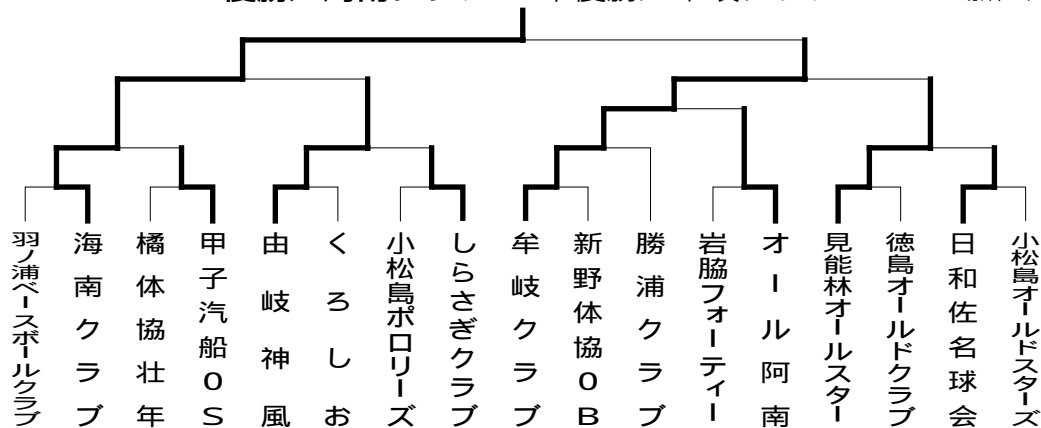 羽ノ浦ベースボールクラブ
海南クラブ
橘体協壮年
甲子汽船OS
由岐神風
くろしお
小松島ポロリーズ
しらさぎクラブ
牟岐クラブ
新野体協OB
勝浦クラブ
岩脇フォーティー
オール阿南
見能林オールスター
徳島オールドクラブ
日和佐名球会
小松島オールドスターズ